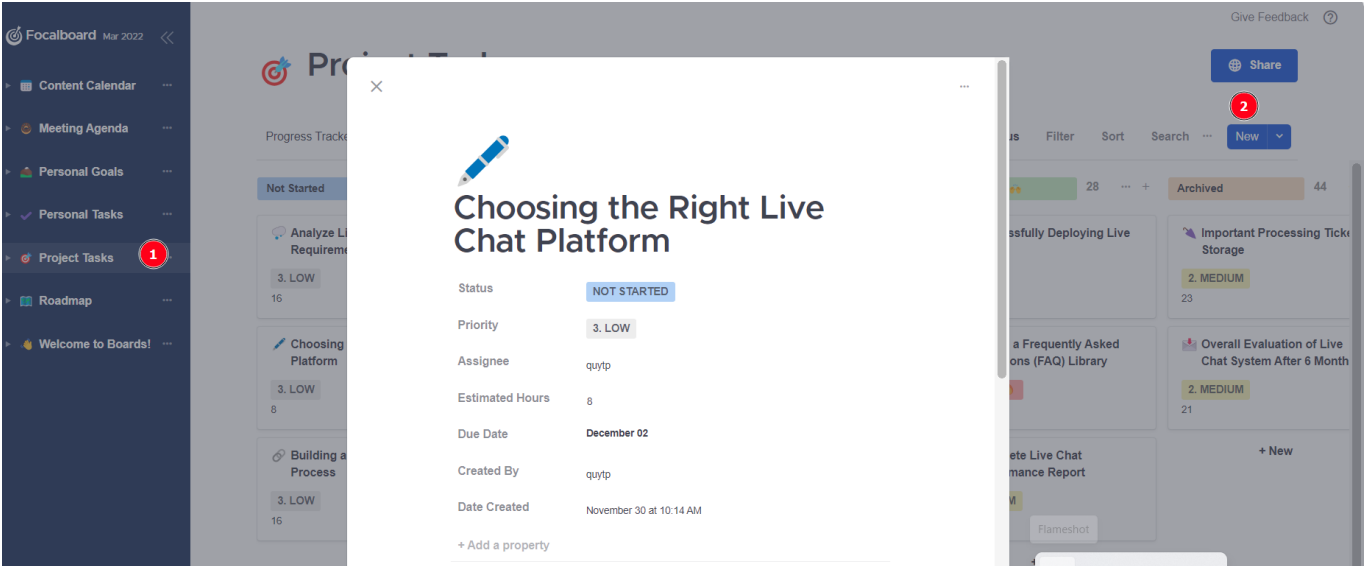 Focalboard Mar 2022
Content Calendar
Meeting Agenda
Personal Goals
Personal Tasks
Project Tasks
1
Roadmap
Welcome to Boards!
Give Feedback
Share
2
Progress Tracke
Filter
Sort
Search
New
Not Started
28
Archived
44
Analyze Li
Requireme
3. LOW
16
Choosing
Platform
3. LOW
8
Building a
Process
3. LOW
16
Choosing the Right Live
Chat Platform
Status NOT STARTED
Priority 3. LOW
Assignee quytp
Estimated Hours 8
Due Date December 02
Created By quytp
Date Created November 30 at 10:14 AM
+ Add a property
ssfully Deploying Live
a Frequently Asked
ons (FAQ) Library
ete Live Chat
mance Report
Important Processing Ticke
Storage
2. MEDIUM
23
Overall Evaluation of Live
Chat System After 6 Month
2. MEDIUM
21
+ New
Flameshot